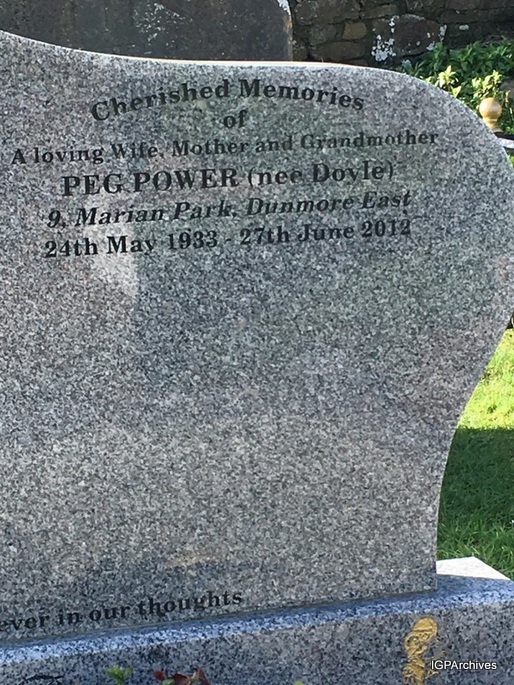 Cherished Memories
of
A loving Wife, Mother and Grandmother
PEG POWER (nee Doyle)
9, Marian Park, Dunmore East
24th May 1933 - 27th June 2012
ever in our thoughts
IGPArchives